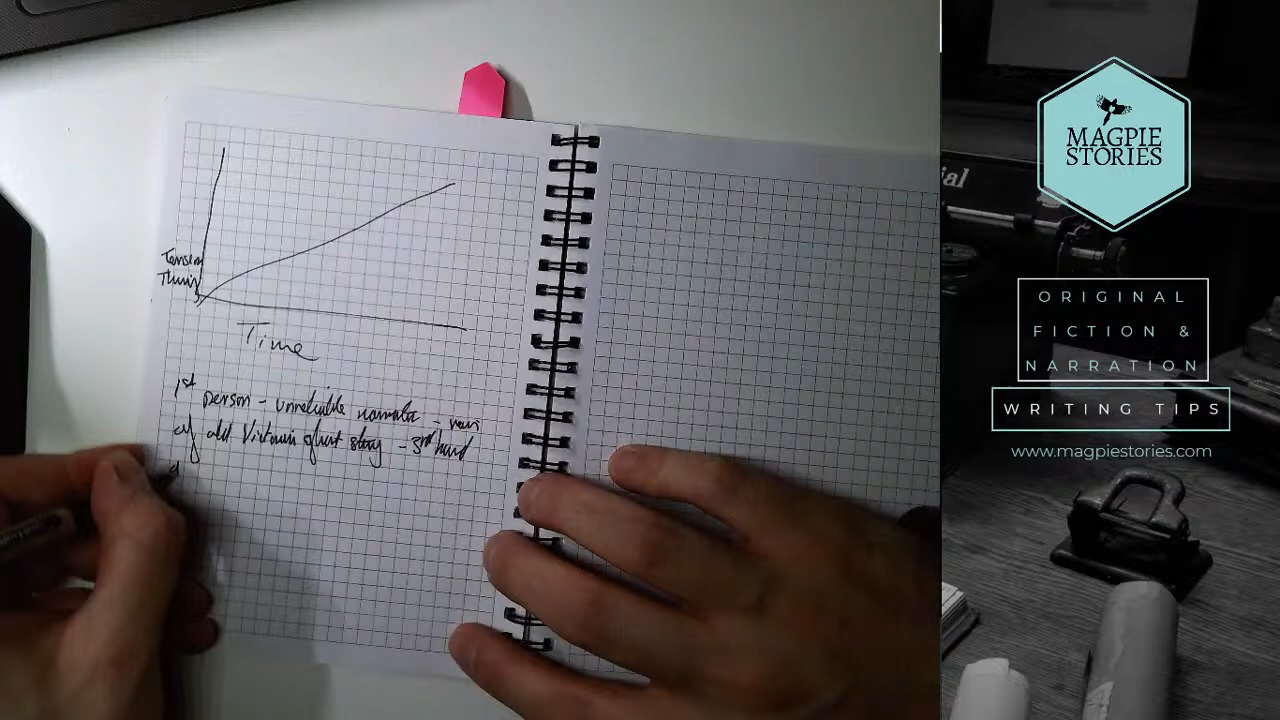 Tension
Time
1st
person - unreliable narrator -
old Victorian ghost story - 3rd hand
ial
MAGPIE
STORIES
ORIGINAL
FICTION &
NARRATION
WRITING TIPS
www.magpiestories.com